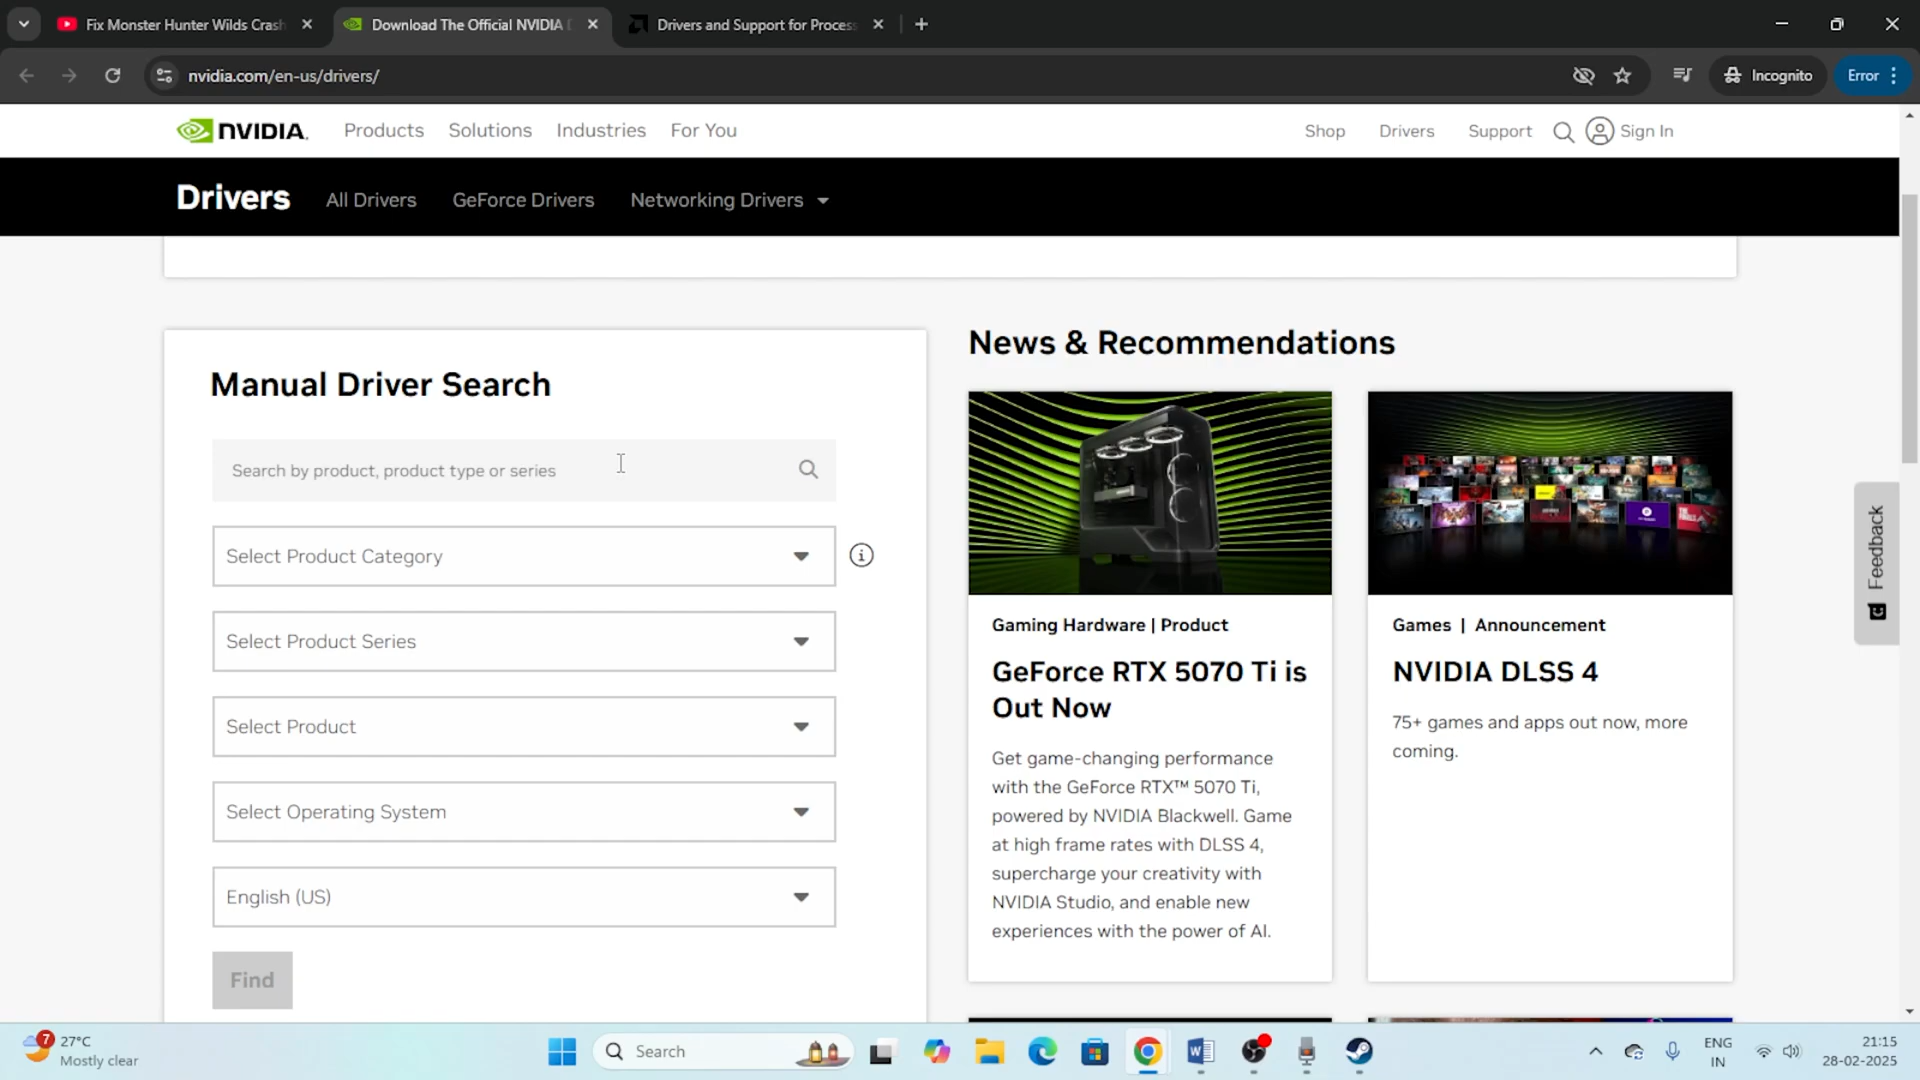 Fix Monster Hunter Wilds Crash
Download The Official NVIDIA D
Drivers and Support for Process
nvidia.com/en-us/drivers/
Incognito
Error
NVIDIA.
Products
Solutions
Industries
For You
Shop
Drivers
Support
Sign In
Drivers
All Drivers
GeForce Drivers
Networking Drivers
Manual Driver Search
Search by product, product type or series
Select Product Category
Select Product Series
Select Product
Select Operating System
English (US)
Find
News & Recommendations
Gaming Hardware | Product
GeForce RTX 5070 Ti is
Out Now
Get game-changing performance
with the GeForce RTX™ 5070 Ti,
powered by NVIDIA Blackwell. Game
at high frame rates with DLSS 4,
supercharge your creativity with
NVIDIA Studio, and enable new
experiences with the power of AI.
Games | Announcement
NVIDIA DLSS 4
75+ games and apps out now, more
coming.
Feedback
7
27°C
Mostly clear
Search
ENG
IN
21:15
28-02-2025